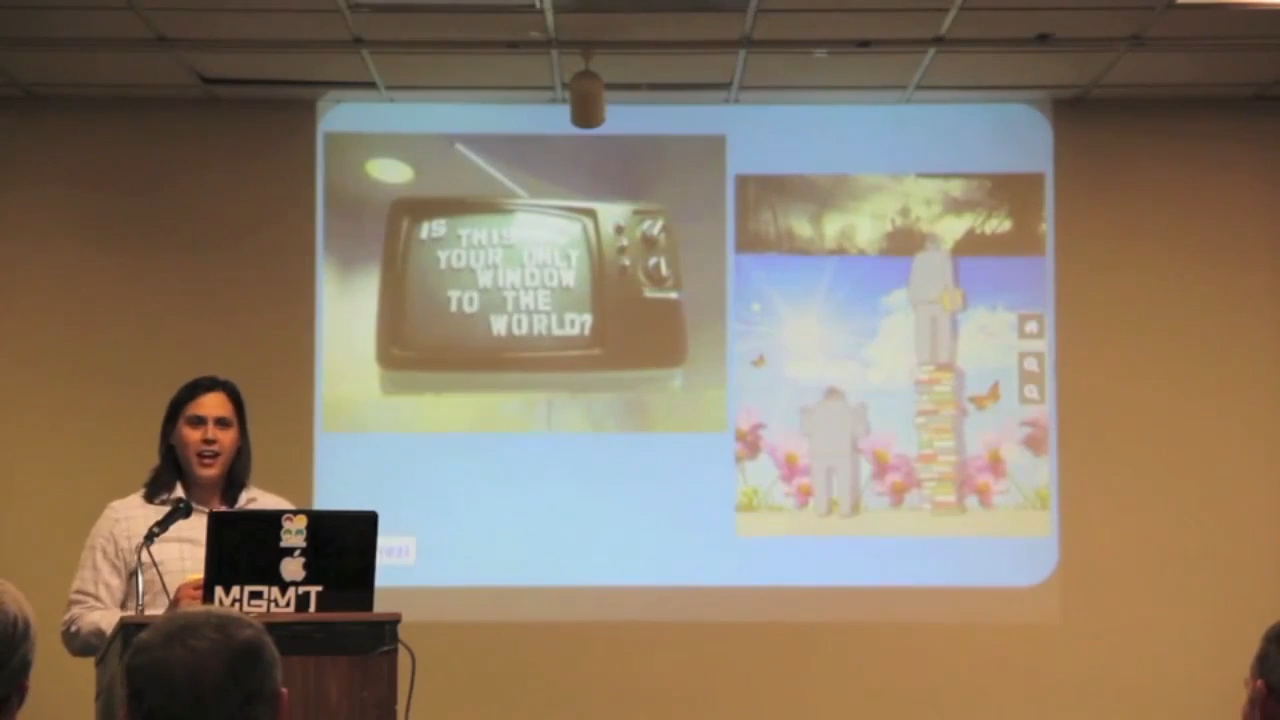 IS THIS
YOUR ONLY
WINDOW
TO THE
WORLD?
MGMT